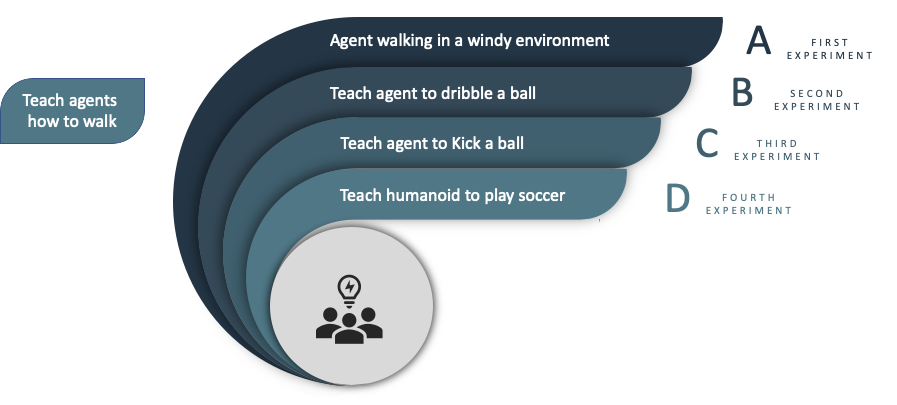 Agent walking in a windy environment
A
FIRST
EXPERIMENT
Teach agents
how to walk
Teach agent to dribble a ball
B
SECOND
EXPERIMENT
Teach agent to Kick a ball
C
THIRD
EXPERIMENT
Teach humanoid to play soccer
D
FOURTH
EXPERIMENT